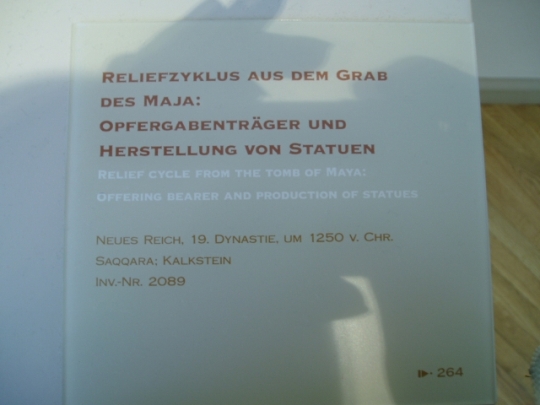 RELIEFZYKLUS AUS DEM GRAB
DES MAJA:
OPFERGABENTRÄGER UND
HERSTELLUNG VON STATUEN
RELIEF CYCLE FROM THE TOMB OF MAYA:
OFFERING BEARER AND PRODUCTION OF STATUES
NEUES REICH, 19. DYNASTIE, UM 1250 V. CHR.
SAQQARA; KALKSTEIN
INV.-NR. 2089
264